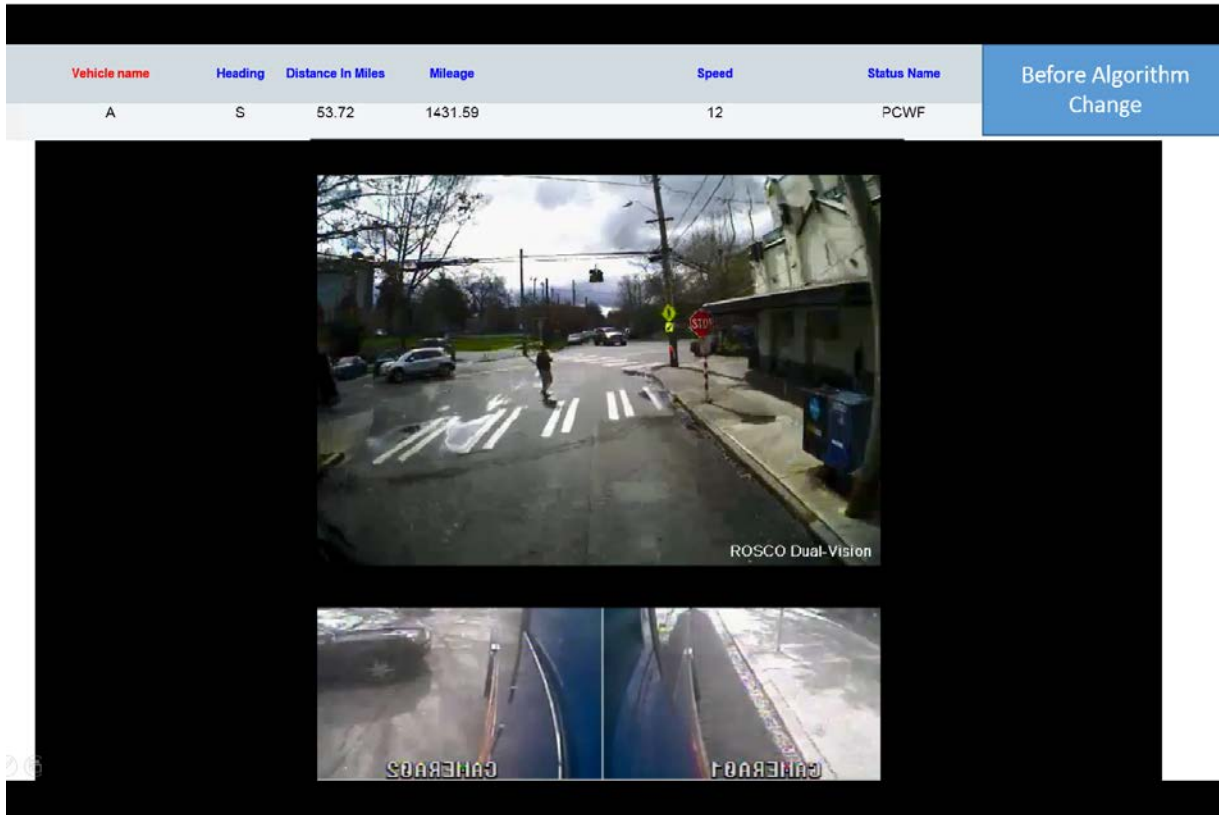 Vehicle name Heading Distance In Miles Mileage Speed Status Name
A S 53.72 1431.59 12 PCWF
Before Algorithm
Change
STOP
ROSCO Dual-Vision
CAMERA02 CAMERA01